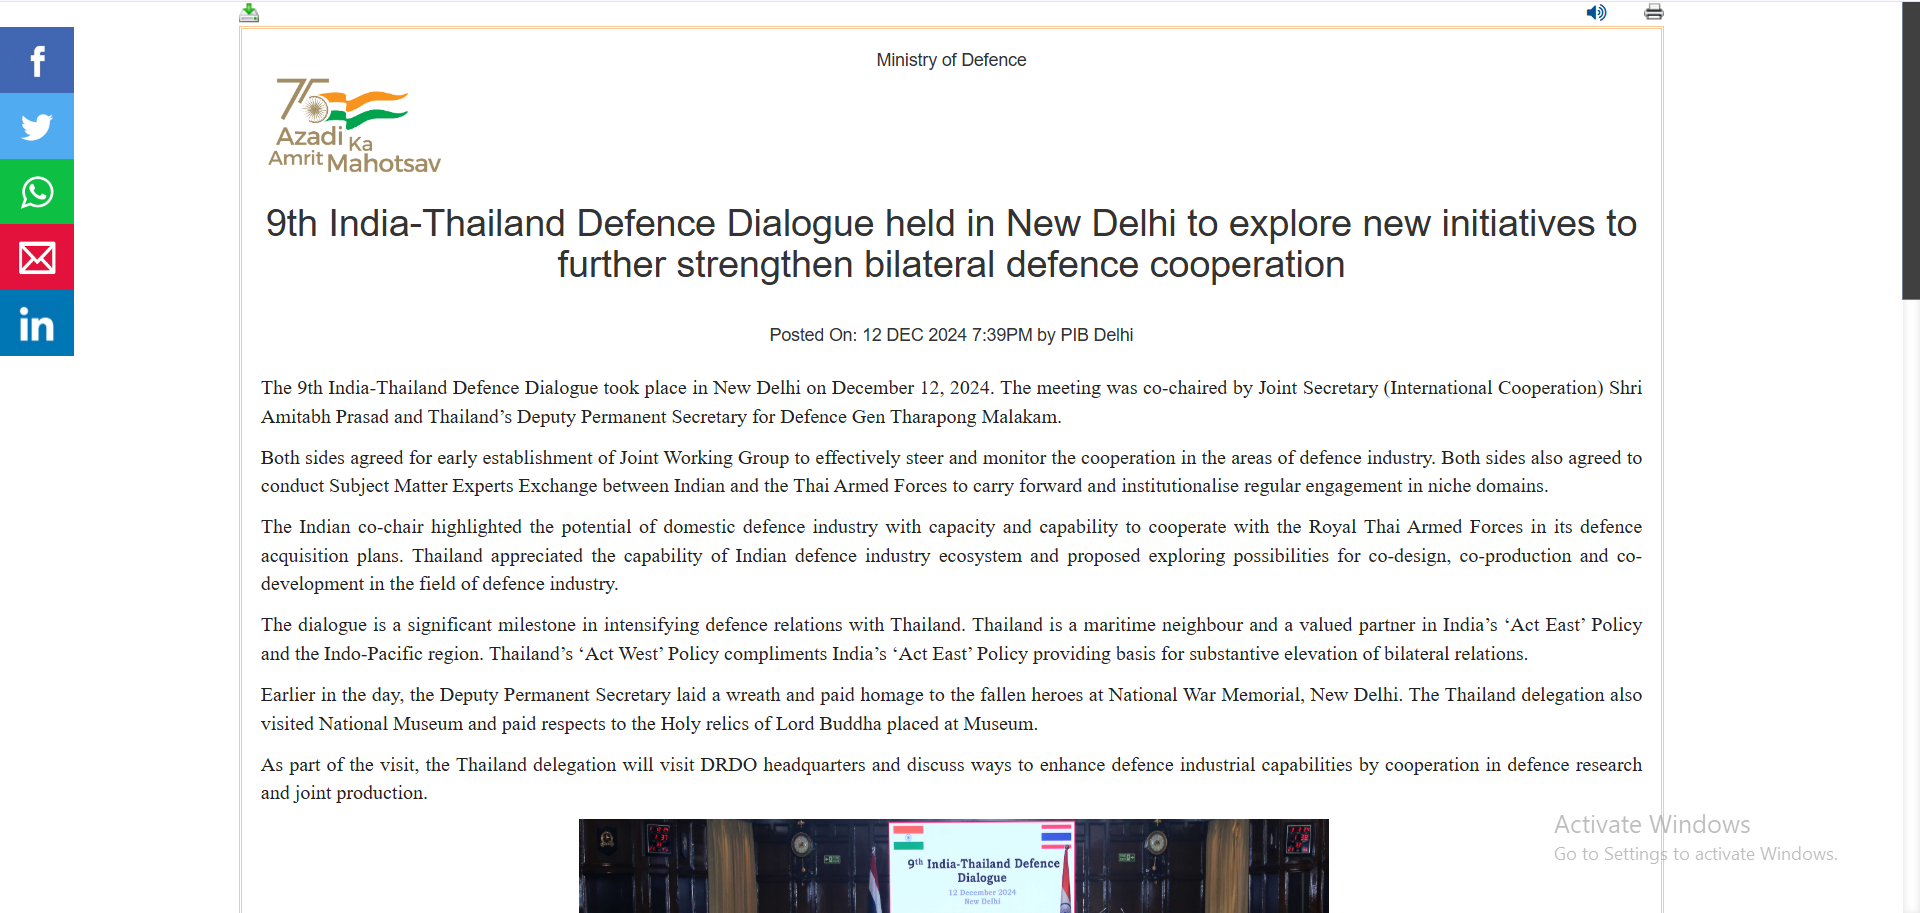 Ministry of Defence
75
Azadi Ka
Amrit Mahotsav
9th India-Thailand Defence Dialogue held in New Delhi to explore new initiatives to
further strengthen bilateral defence cooperation
Posted On: 12 DEC 2024 7:39PM by PIB Delhi
The 9th India-Thailand Defence Dialogue took place in New Delhi on December 12, 2024. The meeting was co-chaired by Joint Secretary (International Cooperation) Shri
Amitabh Prasad and Thailand’s Deputy Permanent Secretary for Defence Gen Tharapong Malakam.
Both sides agreed for early establishment of Joint Working Group to effectively steer and monitor the cooperation in the areas of defence industry. Both sides also agreed to
conduct Subject Matter Experts Exchange between Indian and the Thai Armed Forces to carry forward and institutionalise regular engagement in niche domains.
The Indian co-chair highlighted the potential of domestic defence industry with capacity and capability to cooperate with the Royal Thai Armed Forces in its defence
acquisition plans. Thailand appreciated the capability of Indian defence industry ecosystem and proposed exploring possibilities for co-design, co-production and co-
development in the field of defence industry.
The dialogue is a significant milestone in intensifying defence relations with Thailand. Thailand is a maritime neighbour and a valued partner in India’s ‘Act East’ Policy
and the Indo-Pacific region. Thailand’s ‘Act West’ Policy compliments India’s ‘Act East’ Policy providing basis for substantive elevation of bilateral relations.
Earlier in the day, the Deputy Permanent Secretary laid a wreath and paid homage to the fallen heroes at National War Memorial, New Delhi. The Thailand delegation also
visited National Museum and paid respects to the Holy relics of Lord Buddha placed at Museum.
As part of the visit, the Thailand delegation will visit DRDO headquarters and discuss ways to enhance defence industrial capabilities by cooperation in defence research
and joint production.
9th India-Thailand Defence
Dialogue
12 December 2024
New Delhi
Activate Windows
Go to Settings to activate Windows.